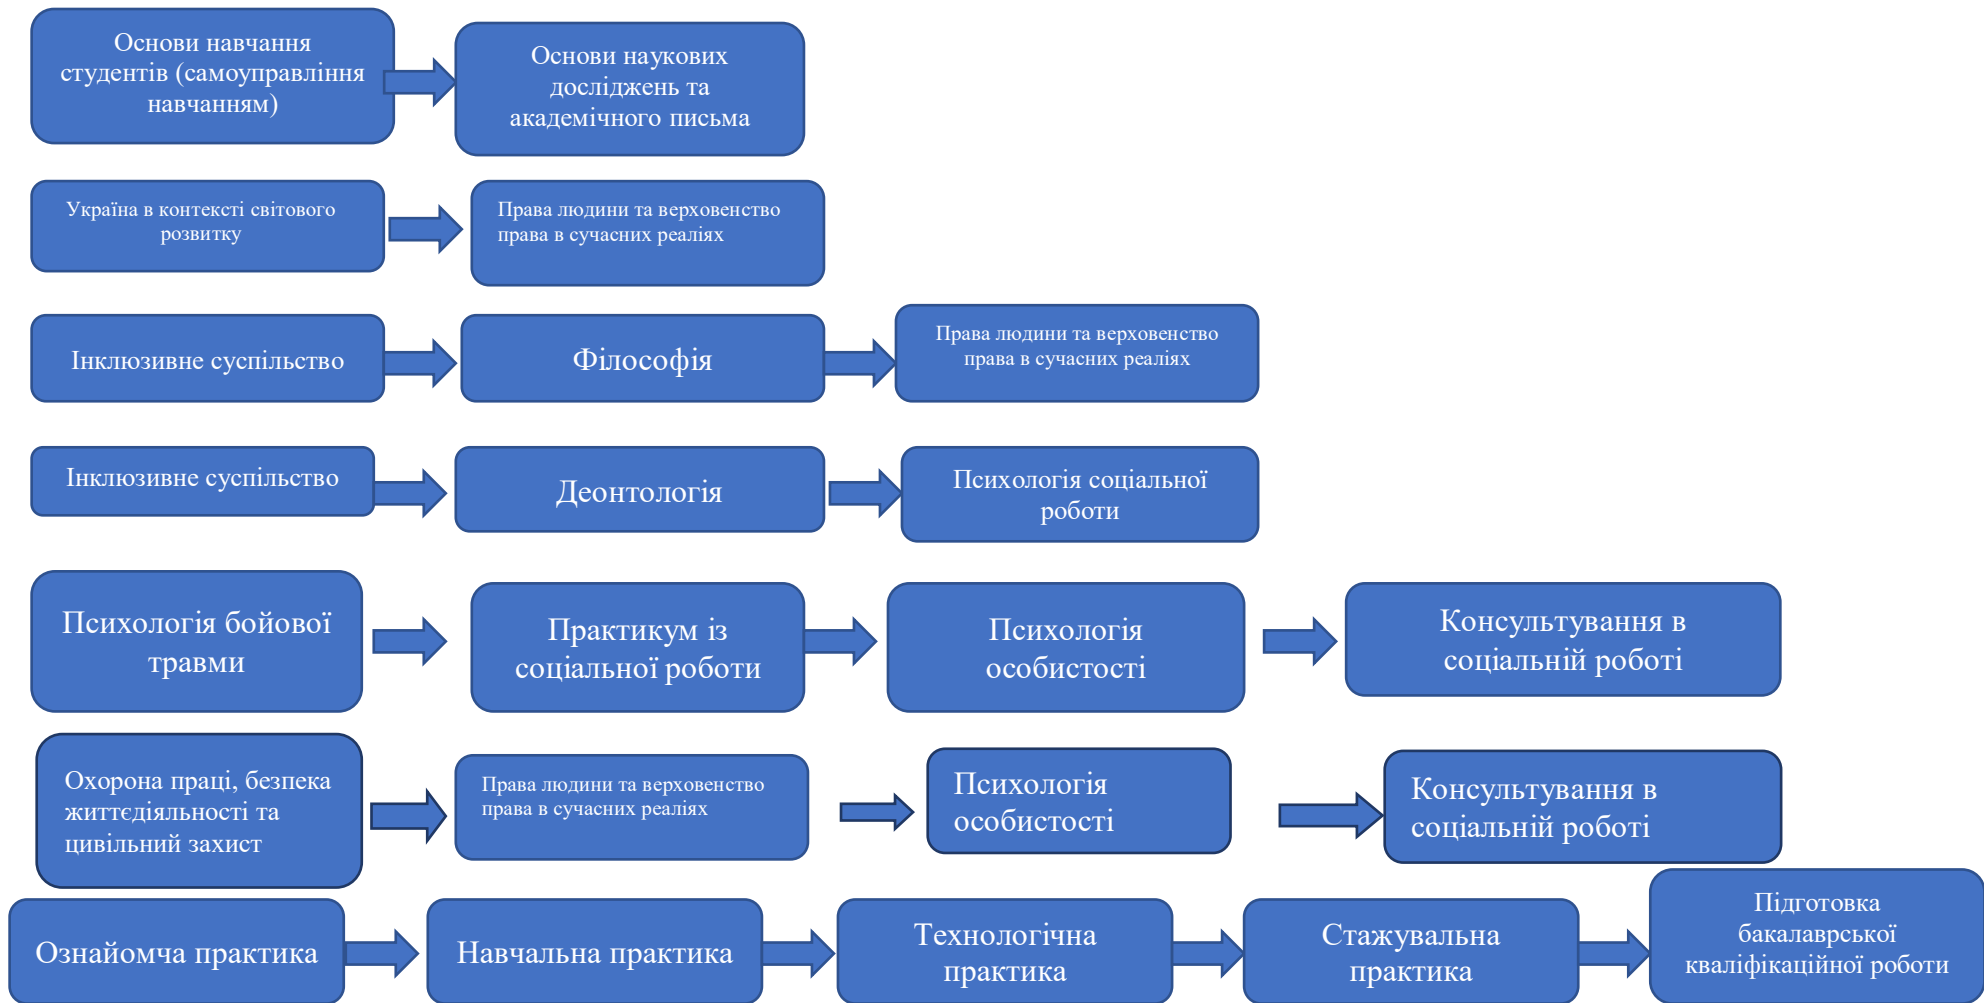 Основи навчання
студентів (самоуправління
навчанням)
Основи наукових
досліджень та
академічного письма
Україна в контексті світового
розвитку
Права людини та верховенство
права в сучасних реаліях
Інклюзивне суспільство
Філософія
Права людини та верховенство
права в сучасних реаліях
Інклюзивне суспільство
Деонтологія
Психологія соціальної
роботи
Психологія бойової
травми
Практикум із
соціальної роботи
Психологія
особистості
Консультування в
соціальній роботі
Охорона праці, безпека
життєдіяльності та
цивільний захист
Права людини та верховенство
права в сучасних реаліях
Психологія
особистості
Консультування в
соціальній роботі
Ознайомча практика
Навчальна практика
Технологічна
практика
Стажувальна
практика
Підготовка
бакалаврської
кваліфікаційної роботи